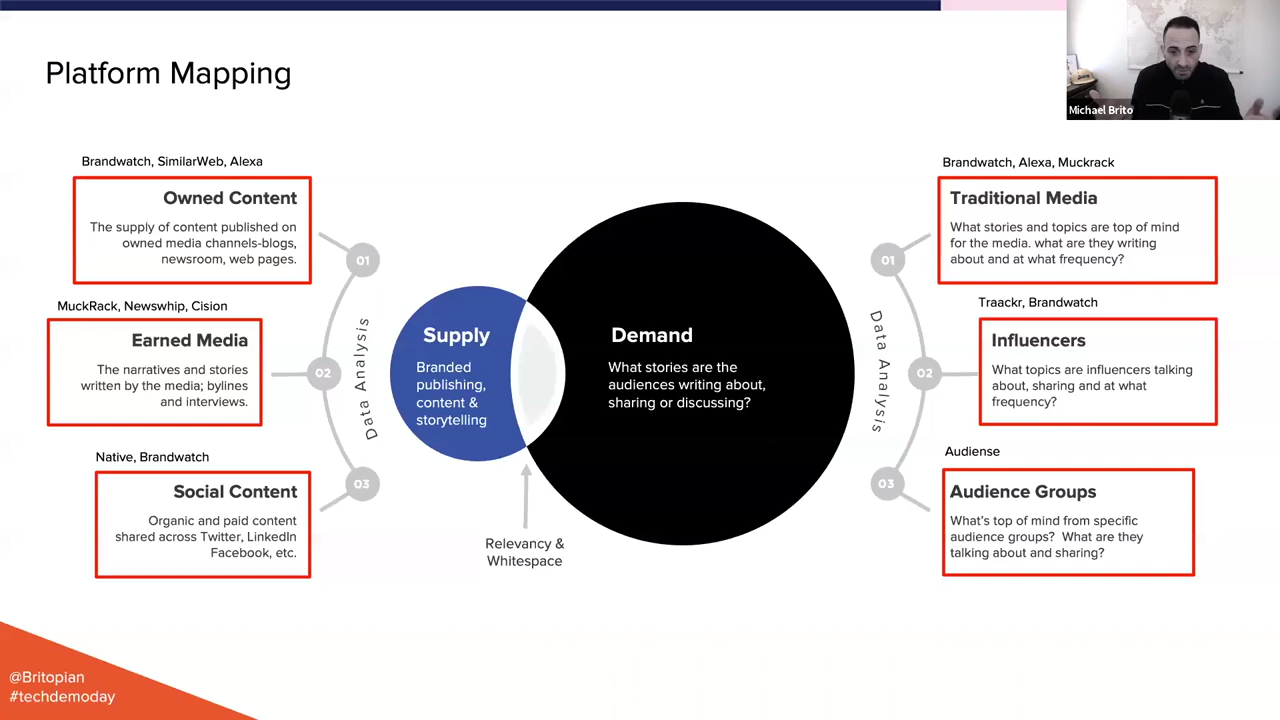 Platform Mapping
Michael Brito
Brandwatch, SimilarWeb, Alexa
Owned Content
The supply of content published on
owned media channels-blogs,
newsroom, web pages.
01
MuckRack, Newswhip, Cision
Earned Media
The narratives and stories
written by the media; bylines
and interviews.
02
Native, Brandwatch
Social Content
Organic and paid content
shared across Twitter, LinkedIn
Facebook, etc.
03
Data Analysis
Supply
Branded
publishing,
content &
storytelling
Demand
What stories are the
audiences writing about,
sharing or discussing?
Relevancy &
Whitespace
Data Analysis
Brandwatch, Alexa, Muckrack
01
Traditional Media
What stories and topics are top of mind
for the media. what are they writing
about and at what frequency?
Traackr, Brandwatch
02
Influencers
What topics are influencers talking
about, sharing and at what
frequency?
Audiense
03
Audience Groups
What's top of mind from specific
audience groups?  What are they
talking about and sharing?
@Britopian
#techdemoday